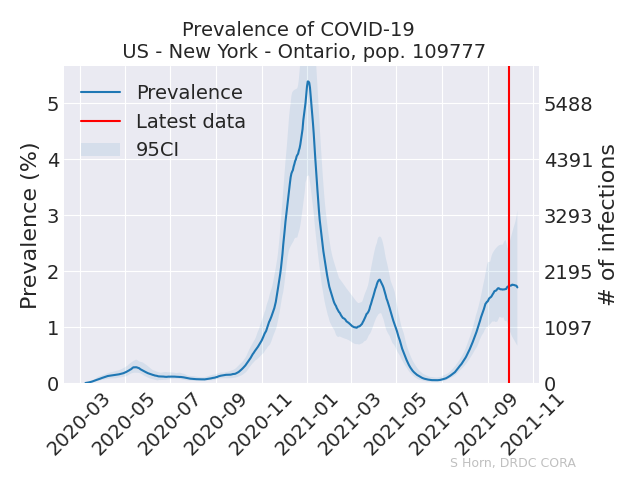 Prevalence of COVID-19
US - New York - Ontario, pop. 109777
Prevalence
Latest data
95CI
Prevalence (%)
5
4
3
2
1
0
5488
4391
3293
2195
1097
0
# of infections
2020-03
2020-05
2020-07
2020-09
2020-11
2021-01
2021-03
2021-05
2021-07
2021-09
2021-11
S Horn, DRDC CORA